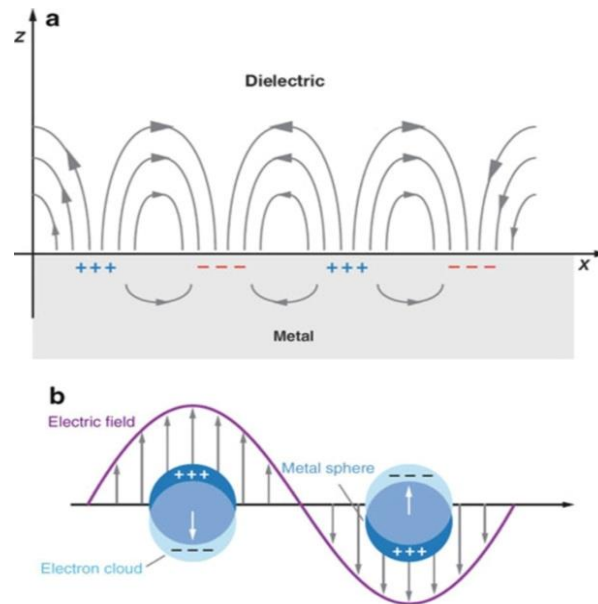 a
z
Dielectric
+++ --- +++ ---
x
Metal
b
Electric field
Metal sphere
+++ ---
--- +++
Electron cloud